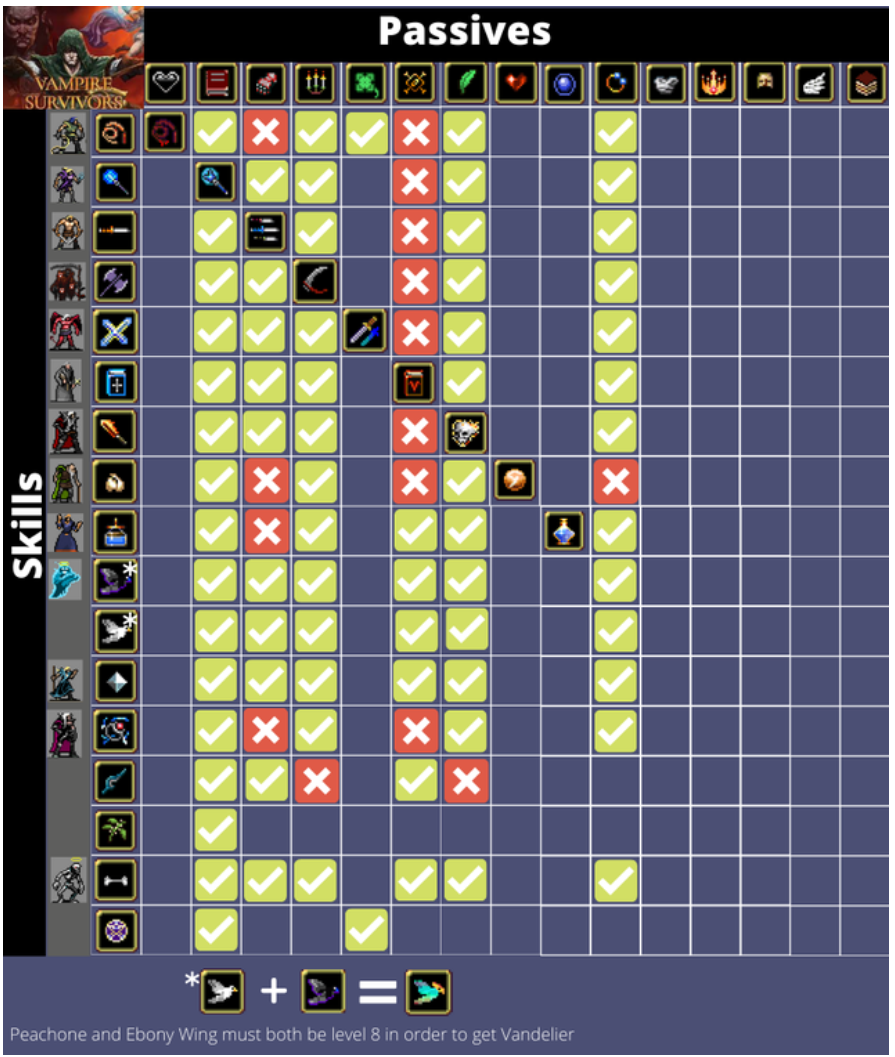 Passives
VAMPIRE
SURVIVORS
Skills
*
*
* + =
Peachone and Ebony Wing must both be level 8 in order to get Vandelier